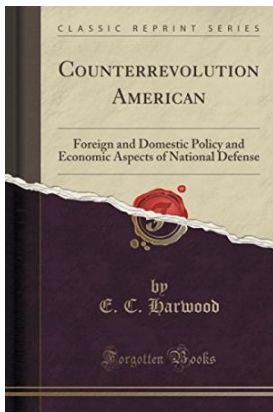 CLASSIC REPRINT SERIES
COUNTERREVOLUTION
AMERICAN
Foreign and Domestic Policy and
Economic Aspects of National Defense
by
E. C. Harwood
Forgotten Books